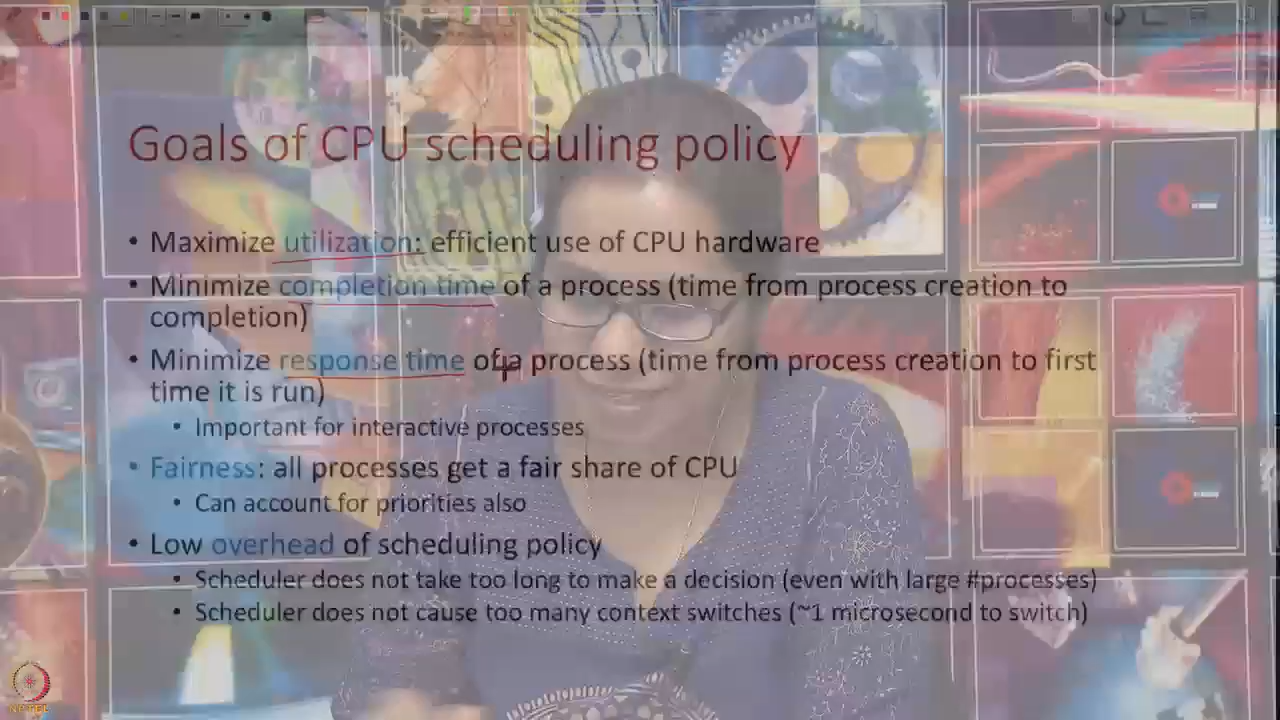 Goals of CPU scheduling policy
• Maximize utilization: efficient use of CPU hardware
• Minimize completion time of a process (time from process creation to
completion)
• Minimize response time of a process (time from process creation to first
time it is run)
• Important for interactive processes
• Fairness: all processes get a fair share of CPU
• Can account for priorities also
• Low overhead of scheduling policy
• Scheduler does not take too long to make a decision (even with large #processes)
• Scheduler does not cause too many context switches (~1 microsecond to switch)
NPTEL